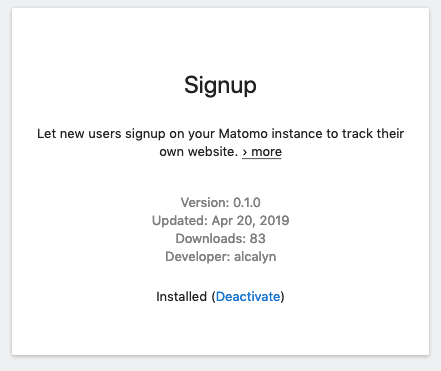 Signup
Let new users signup on your Matomo instance to track their
own website. › more
Version: 0.1.0
Updated: Apr 20, 2019
Downloads: 83
Developer: alcalyn
Installed (Deactivate)